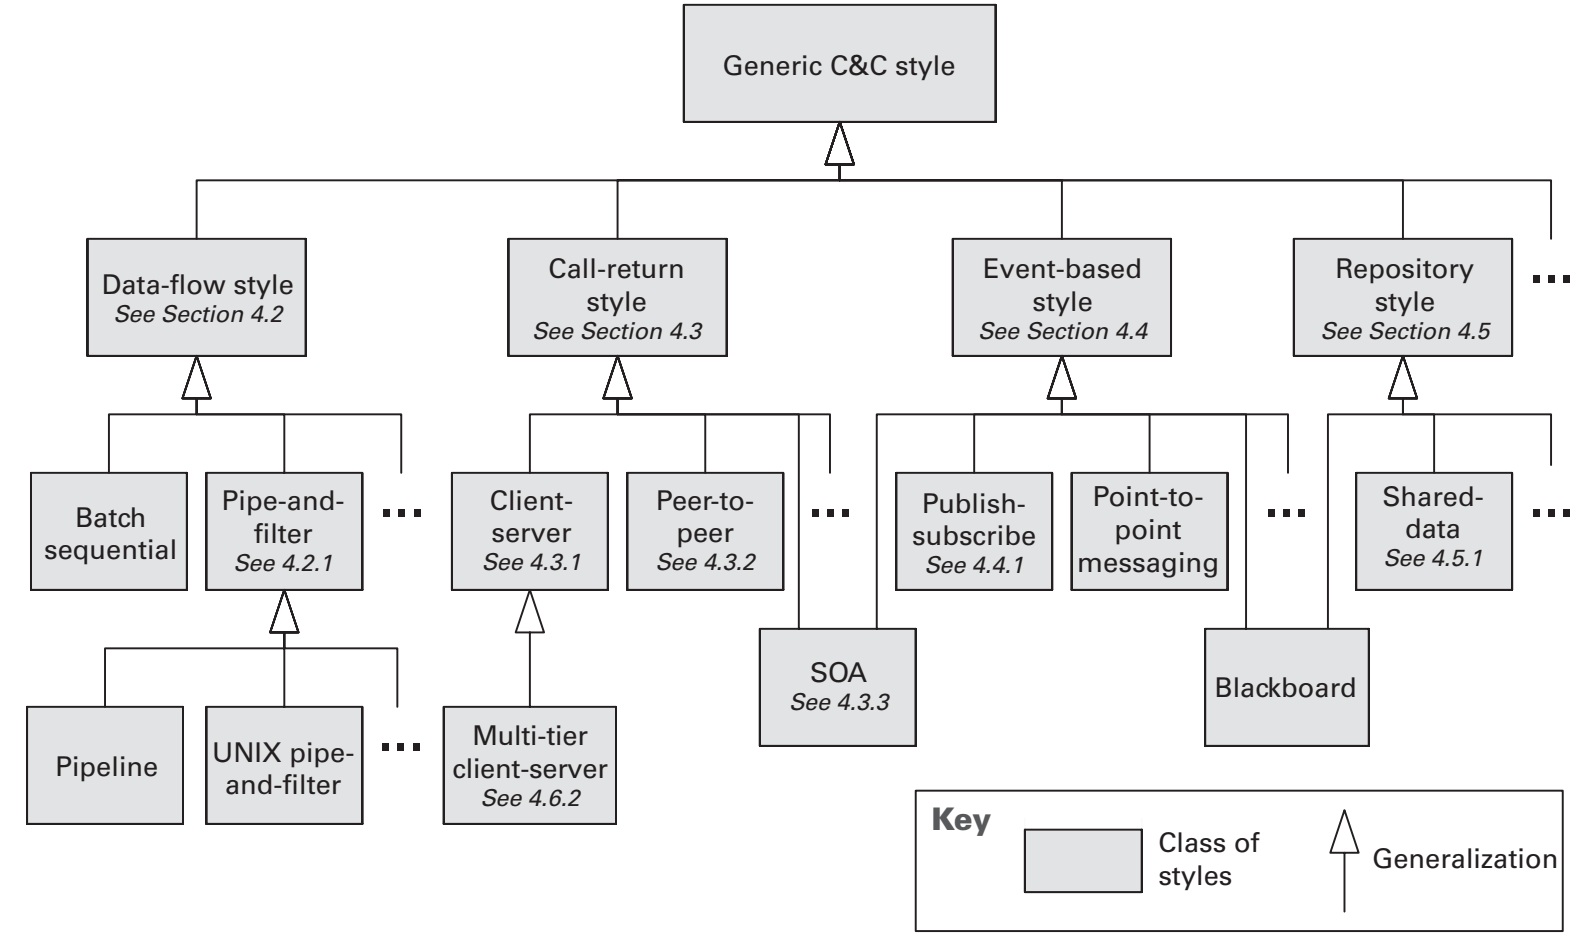 Generic C&C style
Data-flow style
See Section 4.2
Call-return
style
See Section 4.3
Event-based
style
See Section 4.4
Repository
style
See Section 4.5
...
Batch
sequential
Pipe-and-
filter
See 4.2.1
...
Client-
server
See 4.3.1
Peer-to-
peer
See 4.3.2
...
Publish-
subscribe
See 4.4.1
Point-to-
point
messaging
...
Shared-
data
See 4.5.1
...
SOA
See 4.3.3
Blackboard
Pipeline
UNIX pipe-
and-filter
...
Multi-tier
client-server
See 4.6.2
Key
Class of
styles
Generalization